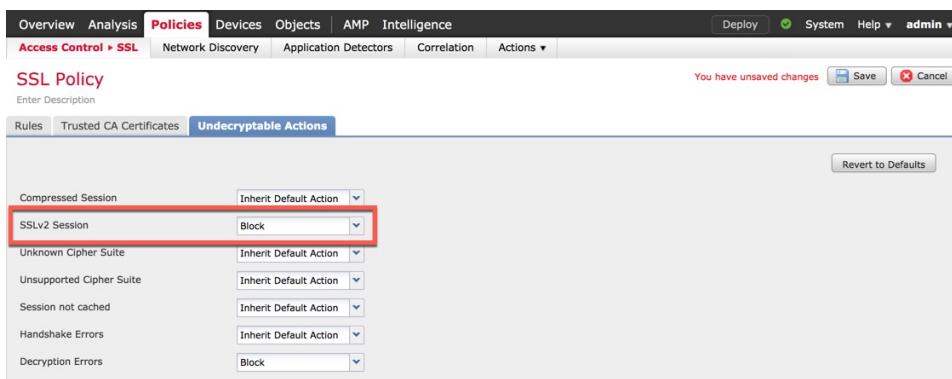 Overview Analysis Policies Devices Objects AMP Intelligence Deploy System Help ▾ admin ▾
Access Control ▸ SSL Network Discovery Application Detectors Correlation Actions ▾
SSL Policy
You have unsaved changes Save Cancel
Enter Description
Rules Trusted CA Certificates Undecryptable Actions
Revert to Defaults
Compressed Session Inherit Default Action
SSLv2 Session Block
Unknown Cipher Suite Inherit Default Action
Unsupported Cipher Suite Inherit Default Action
Session not cached Inherit Default Action
Handshake Errors Inherit Default Action
Decryption Errors Block